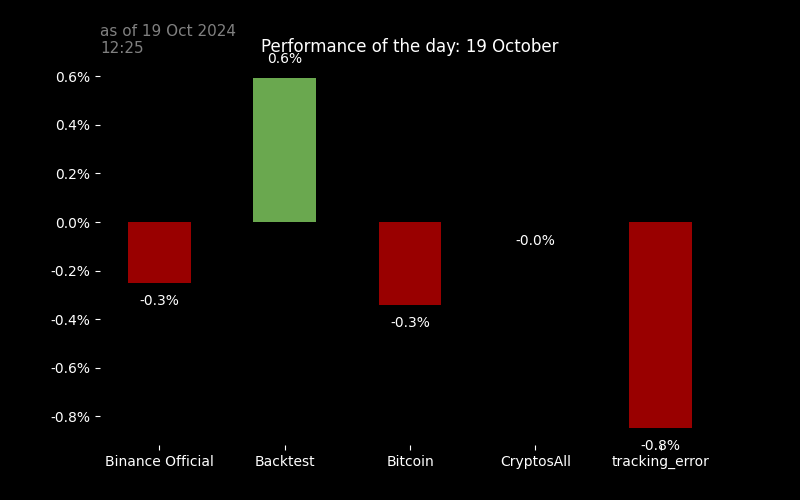 as of 19 Oct 2024
12:25
Performance of the day: 19 October
0.6%
0.6%
0.4%
0.2%
0.0%
-0.2%
-0.4%
-0.6%
-0.8%
-0.3%
-0.3%
-0.0%
-0.8%
Binance Official
Backtest
Bitcoin
CryptosAll
tracking_error